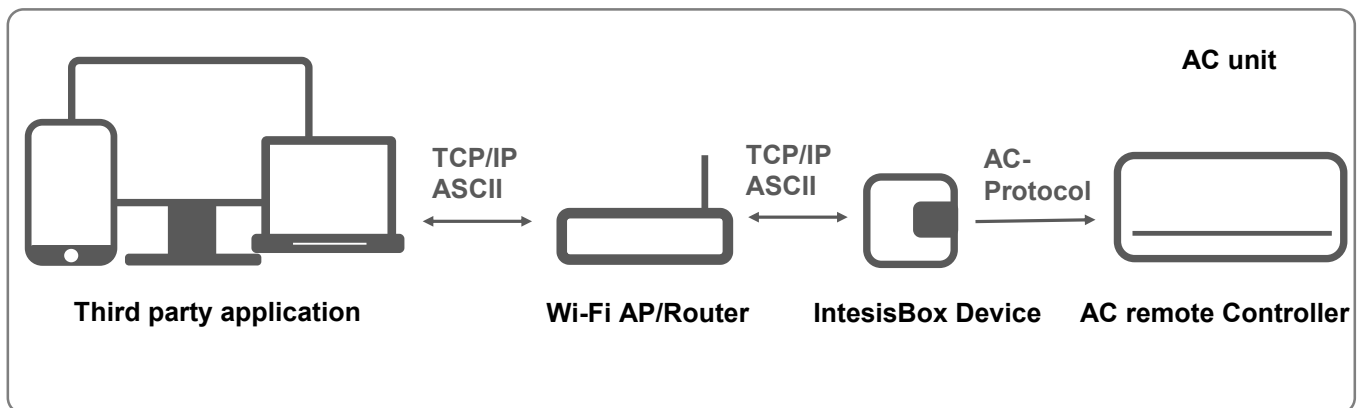 AC unit
TCP/IP
ASCII
TCP/IP
ASCII
AC-
Protocol
Third party application
Wi-Fi AP/Router
IntesisBox Device
AC remote Controller